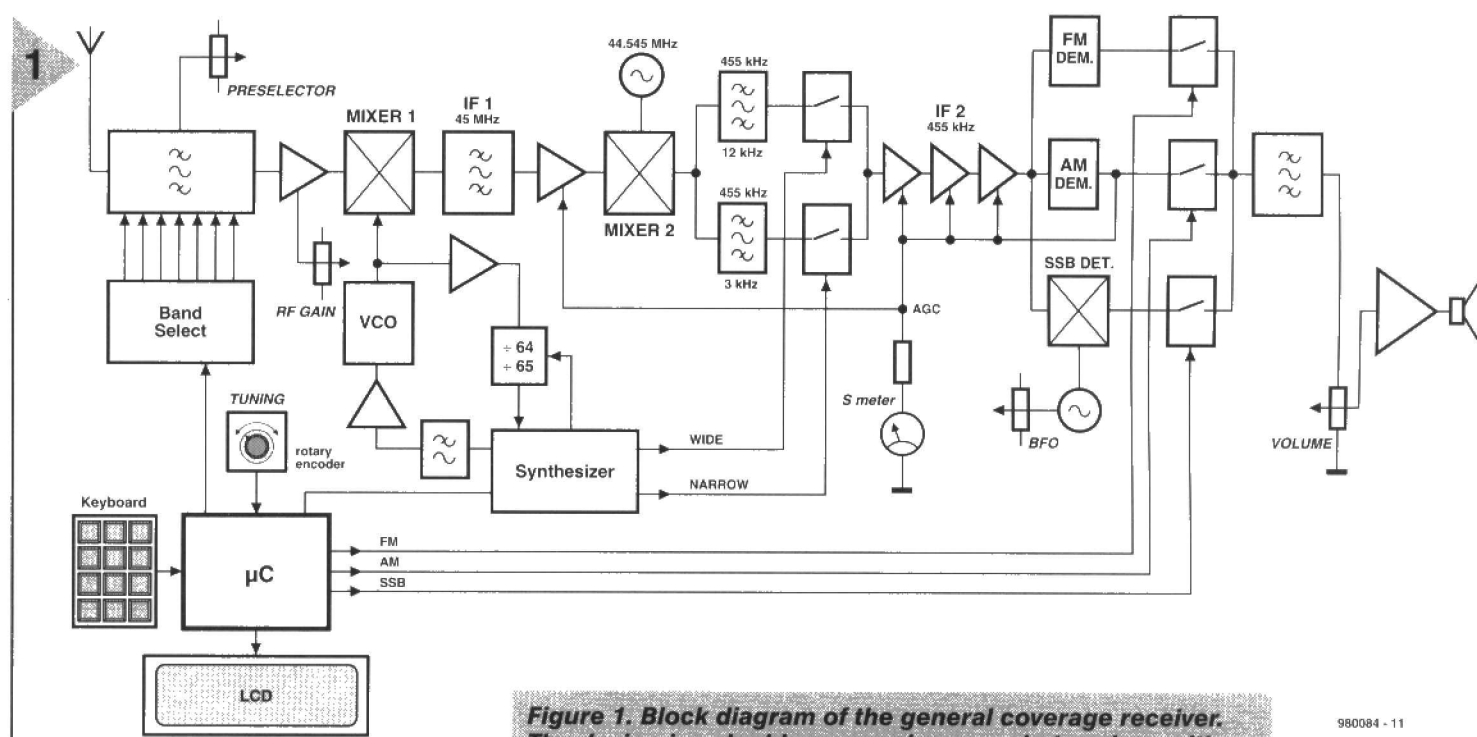 1
PRESELECTOR
MIXER 1
IF 1
45 MHz
44.545 MHz
MIXER 2
455 kHz
12 kHz
455 kHz
3 kHz
IF 2
455 kHz
FM
DEM.
AM
DEM.
SSB DET.
Band
Select
RF GAIN
VCO
÷ 64
÷ 65
AGC
S meter
BFO
VOLUME
TUNING
rotary
encoder
Synthesizer
WIDE
NARROW
Keyboard
µC
FM
AM
SSB
LCD
Figure 1. Block diagram of the general coverage receiver.
980084 - 11